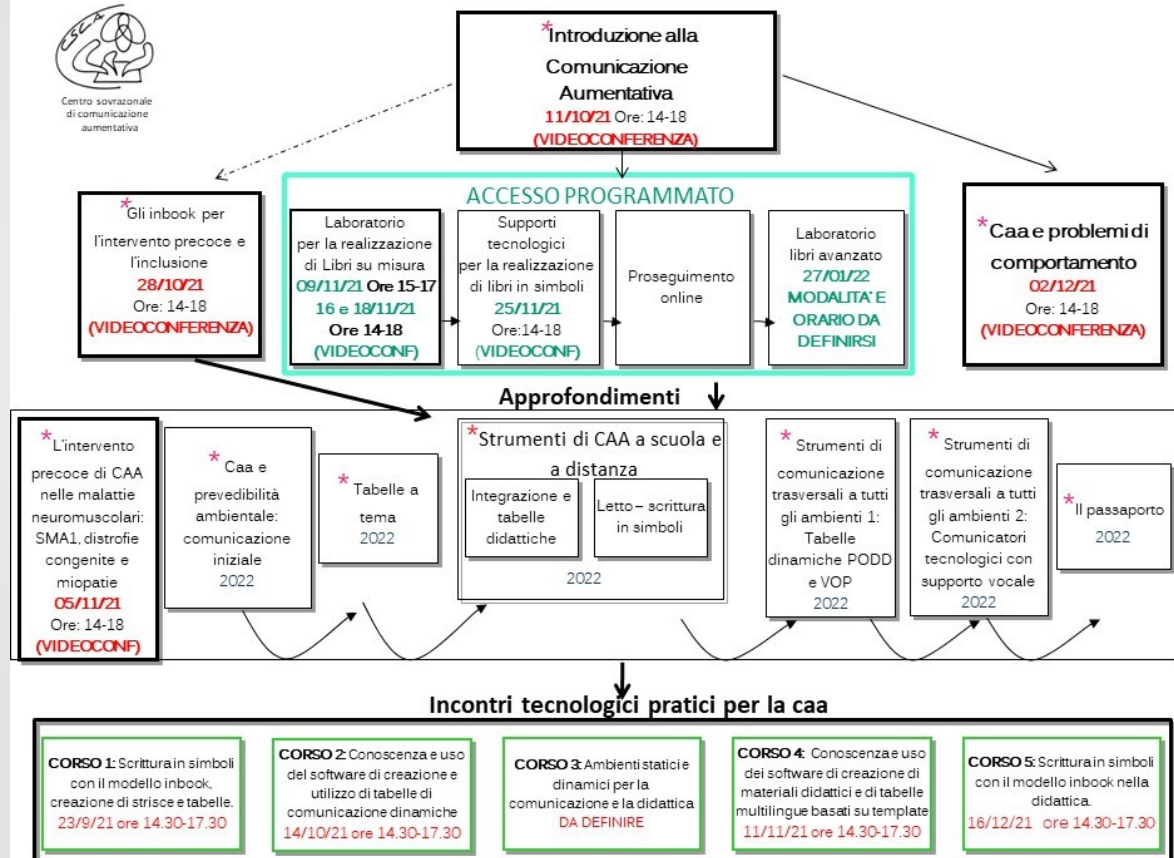 CSCA
Centro sovrazonale
di comunicazione
aumentativa
*Introduzione alla
Comunicazione
Aumentativa
11/10/21 Ore: 14-18
(VIDEOCONFERENZA)
*Gli inbook per
l'intervento precoce e
l'inclusione
28/10/21
Ore: 14-18
(VIDEOCONFERENZA)
ACCESSO PROGRAMMATO
Laboratorio
per la realizzazione
di Libri su misura
09/11/21 Ore 15-17
16 e 18/11/21
Ore 14-18
(VIDEOCONF)
Supporti
tecnologici
per la realizzazione
di libri in simboli
25/11/21
Ore:14-18
(VIDEOCONF)
Proseguimento
online
Laboratorio
libri avanzato
27/01/22
MODALITA' E
ORARIO DA
DEFINIRSI
*Caa e problemi di
comportamento
02/12/21
Ore: 14-18
(VIDEOCONFERENZA)
Approfondimenti
*L'intervento
precoce di CAA
nelle malattie
neuromuscolari:
SMA1, distrofie
congenite e
miopatie
05/11/21
Ore: 14-18
(VIDEOCONF)
*Caa e
prevedibilità
ambientale:
comunicazione
iniziale
2022
*Tabelle a
tema
2022
*Strumenti di CAA a scuola e
a distanza
Integrazione e
tabelle
didattiche
Letto – scrittura
in simboli
2022
*Strumenti di
comunicazione
trasversali a tutti
gli ambienti 1:
Tabelle
dinamiche PODD
e VOP
2022
*Strumenti di
comunicazione
trasversali a tutti
gli ambienti 2:
Comunicatori
tecnologici con
supporto vocale
2022
*Il passaporto
2022
Incontri tecnologici pratici per la caa
CORSO 1: Scrittura in simboli
con il modello inbook,
creazione di strisce e tabelle.
23/9/21 ore 14.30-17.30
CORSO 2: Conoscenza e uso
del software di creazione e
utilizzo di tabelle di
comunicazione dinamiche
14/10/21 ore 14.30-17.30
CORSO 3: Ambienti statici e
dinamici per la
comunicazione e la didattica
DA DEFINIRE
CORSO 4: Conoscenza e uso
dei software di creazione di
materiali didattici e di tabelle
multilingue basati su template
11/11/21 ore 14.30-17.30
CORSO 5: Scrittura in simboli
con il modello inbook nella
didattica.
16/12/21 ore 14.30-17.30